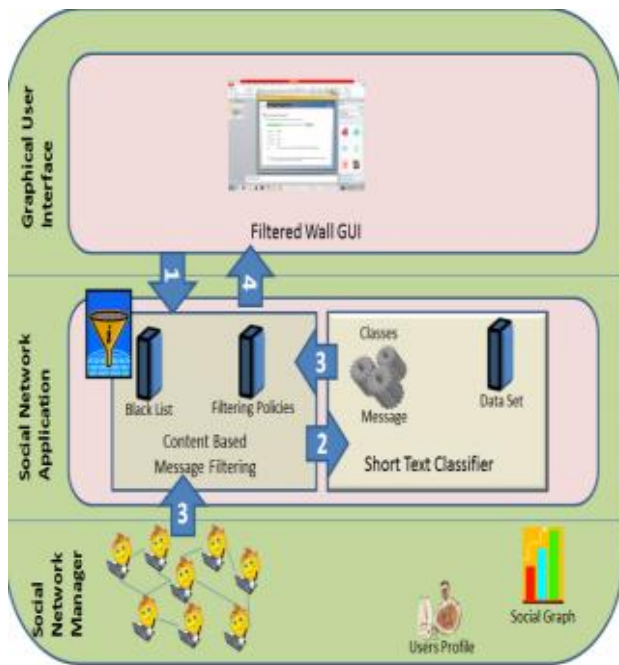 Graphical User
Interface
Filtered Wall GUI
1
4
Social Network
Application
i
Black List
Filtering Policies
Content Based
Message Filtering
3
2
Classes
Message
Data Set
Short Text Classifier
3
Social
Network
Manager
Users Profile
Social Graph